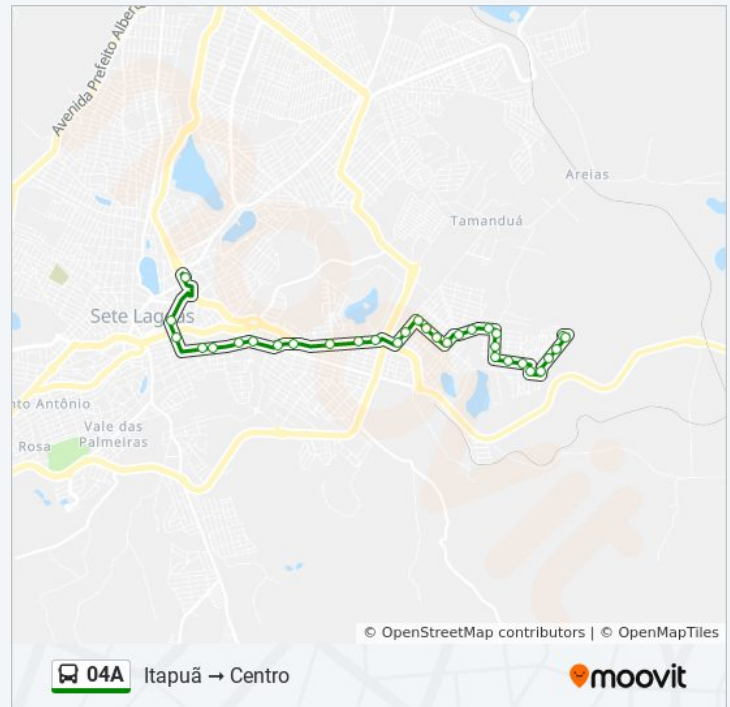 Avenida Prefeito Alber
Areias
Tamanduá
Sete Lagoas
nto Antônio
Vale das
Palmeiras
Rosa
© OpenStreetMap contributors | © OpenMapTiles
04A Itapuã → Centro moovit